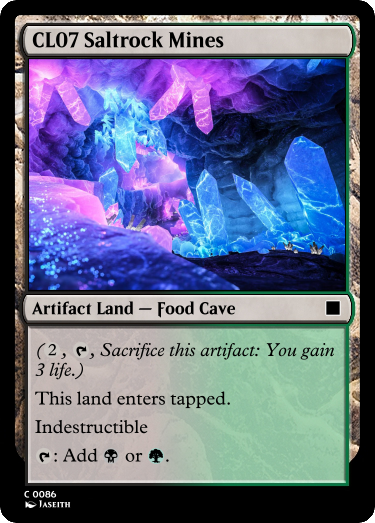 CL07 Saltrock Mines
Artifact Land — Food Cave
(2, , Sacrifice this artifact: You gain
3 life.)
This land enters tapped.
Indestructible
: Add or .
C 0086
Iaseith